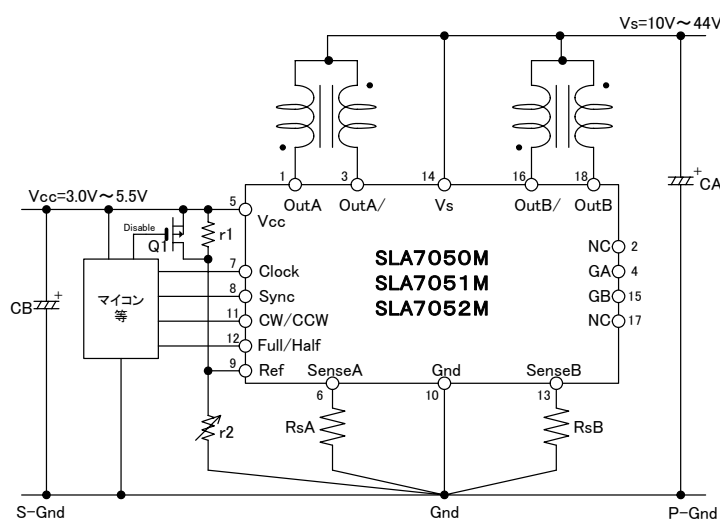 Vs=10V～44V
CA
+
1
3
14
16
18
OutA
OutA/
Vs
OutB/
OutB
Vcc=3.0V～5.5V
5
Vcc
Disable
Q1
r1
SLA7050M
SLA7051M
SLA7052M
NC
2
GA
4
GB
15
NC
17
7
Clock
8
Sync
11
CW/CCW
12
Full/Half
9
Ref
マイコン
等
CB
+
SenseA
Gnd
SenseB
6
10
13
RsA
RsB
r2
S-Gnd
Gnd
P-Gnd